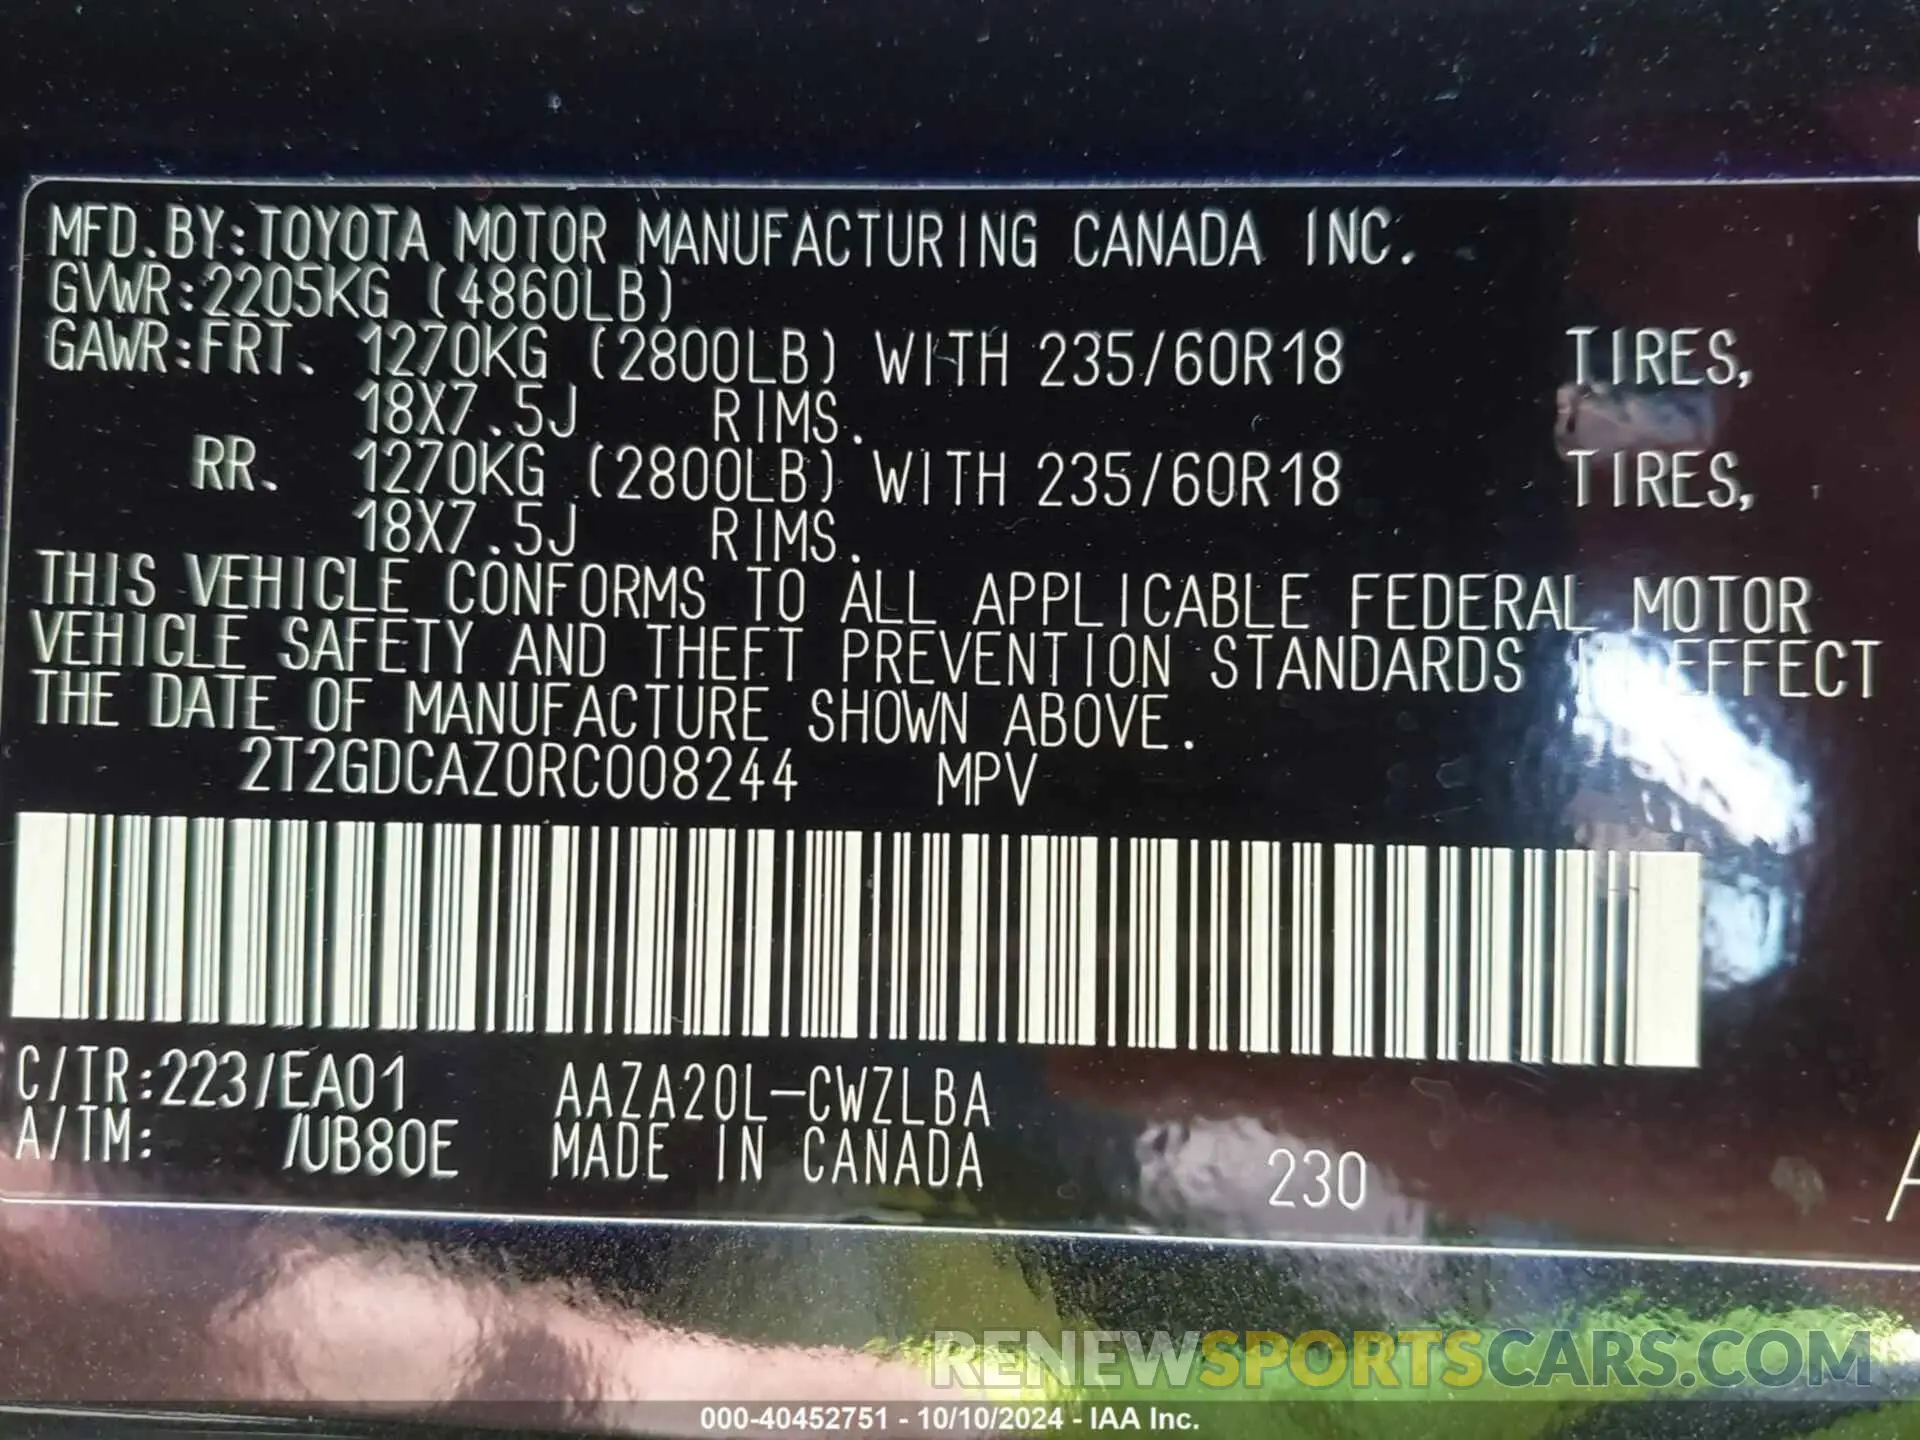 MFD.BY:TOYOTA MOTOR MANUFACTURING CANADA INC.
GVWR:2205KG (4860LB)
GAWR:FRT. 1270KG (2800LB) WITH 235/60R18 TIRES,
18X7.5J RIMS.
RR. 1270KG (2800LB) WITH 235/60R18 TIRES,
18X7.5J RIMS.
THIS VEHICLE CONFORMS TO ALL APPLICABLE FEDERAL MOTOR
VEHICLE SAFETY AND THEFT PREVENTION STANDARDS IN EFFECT
THE DATE OF MANUFACTURE SHOWN ABOVE.
2T2GDCAZ0RC008244 MPV
C/TR:223/EA01 AAZA20L-CWZLBA
A/TM: /UB80E MADE IN CANADA 230
RENEWSPORTSCARS.COM
000-40452751 - 10/10/2024 - IAA Inc.